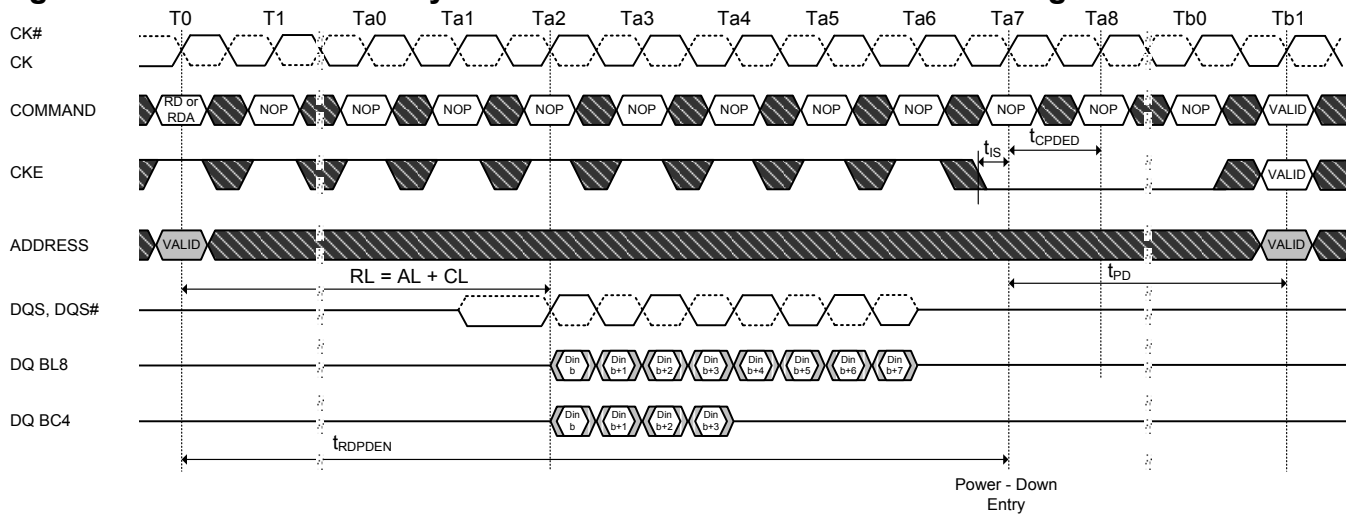 T0 T1 Ta0 Ta1 Ta2 Ta3 Ta4 Ta5 Ta6 Ta7 Ta8 Tb0 Tb1
CK#
CK
COMMAND RD or RDA NOP NOP NOP NOP NOP NOP NOP NOP NOP NOP NOP VALID
tIS tCPDED
CKE VALID
ADDRESS VALID VALID
RL = AL + CL tPD
DQS, DQS#
DQ BL8 Din b Din b+1 Din b+2 Din b+3 Din b+4 Din b+5 Din b+6 Din b+7
DQ BC4 Din b Din b+1 Din b+2 Din b+3
tRDPDEN
Power - Down
Entry